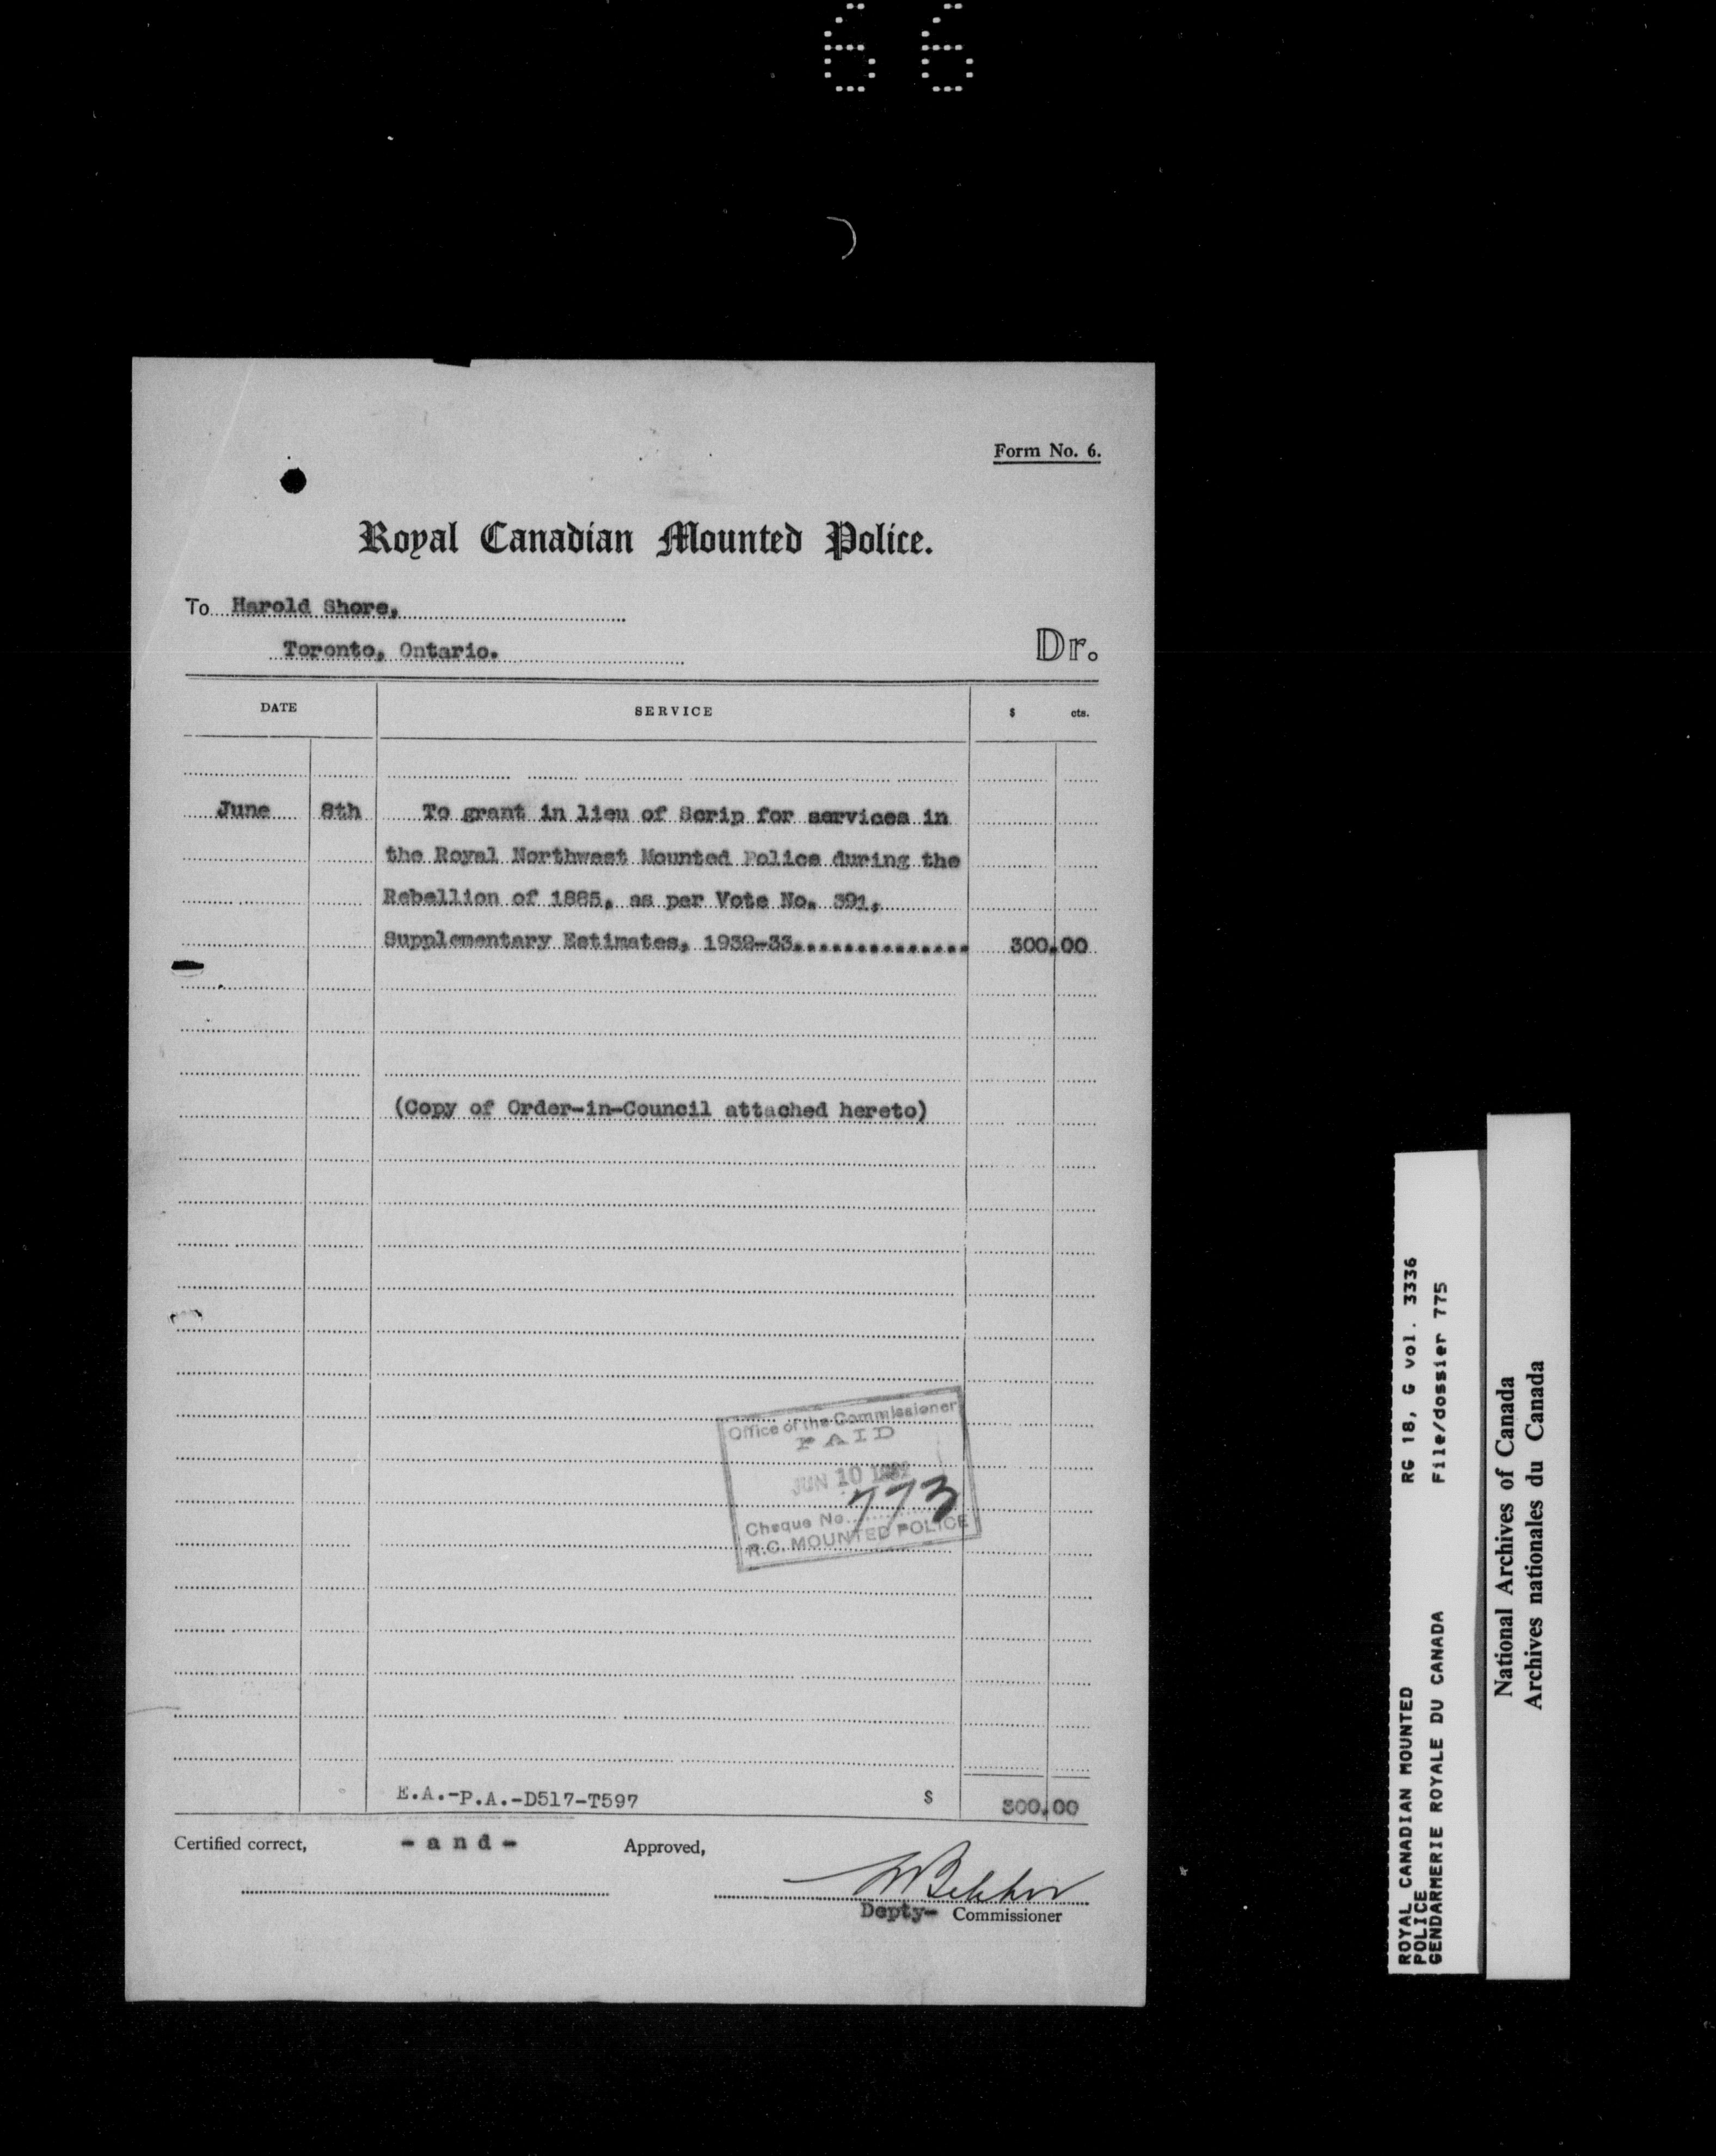 66
Form No. 6.
Royal Canadian Mounted Police.
To Harold Shore,
Toronto, Ontario.
Dr.
DATE SERVICE $ cts.
June 8th To grant in lieu of Scrip for services in
the Royal Northwest Mounted Police during the
Rebellion of 1885, as per Vote No. 391,
Supplementary Estimates, 1932-33.............. 300.00
(Copy of Order-in-Council attached hereto)
Office of the Commissioner
PAID
JUN 10 1932
Cheque No. 773
R.C. MOUNTED POLICE
E.A.-P.A.-D517-T597 $ 300.00
Certified correct, - a n d - Approved,
Depty- Commissioner
ROYAL CANADIAN MOUNTED RG 18, G vol. 3336
POLICE
GENDARMERIE ROYALE DU CANADA File/dossier 775
National Archives of Canada
Archives nationales du Canada